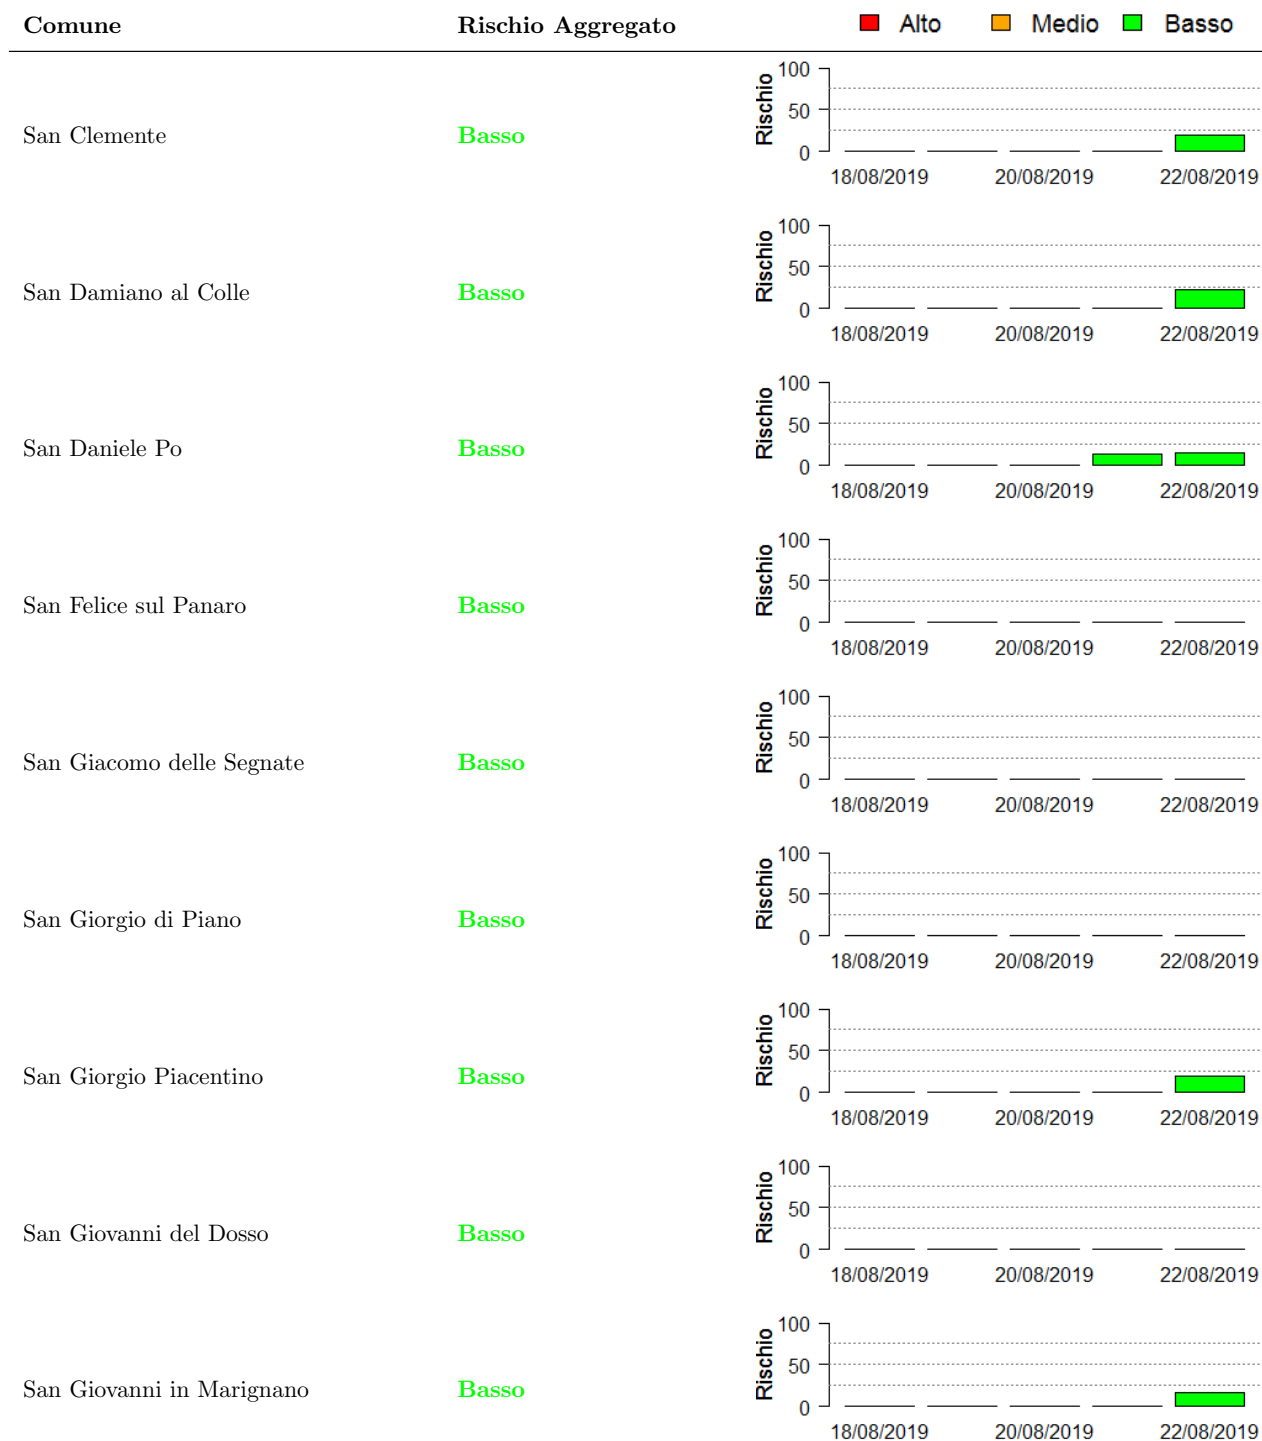 Comune Rischio Aggregato Alto Medio Basso
San Clemente Basso
Rischio
100
50
0
18/08/2019 20/08/2019 22/08/2019
San Damiano al Colle Basso
Rischio
100
50
0
18/08/2019 20/08/2019 22/08/2019
San Daniele Po Basso
Rischio
100
50
0
18/08/2019 20/08/2019 22/08/2019
San Felice sul Panaro Basso
Rischio
100
50
0
18/08/2019 20/08/2019 22/08/2019
San Giacomo delle Segnate Basso
Rischio
100
50
0
18/08/2019 20/08/2019 22/08/2019
San Giorgio di Piano Basso
Rischio
100
50
0
18/08/2019 20/08/2019 22/08/2019
San Giorgio Piacentino Basso
Rischio
100
50
0
18/08/2019 20/08/2019 22/08/2019
San Giovanni del Dosso Basso
Rischio
100
50
0
18/08/2019 20/08/2019 22/08/2019
San Giovanni in Marignano Basso
Rischio
100
50
0
18/08/2019 20/08/2019 22/08/2019